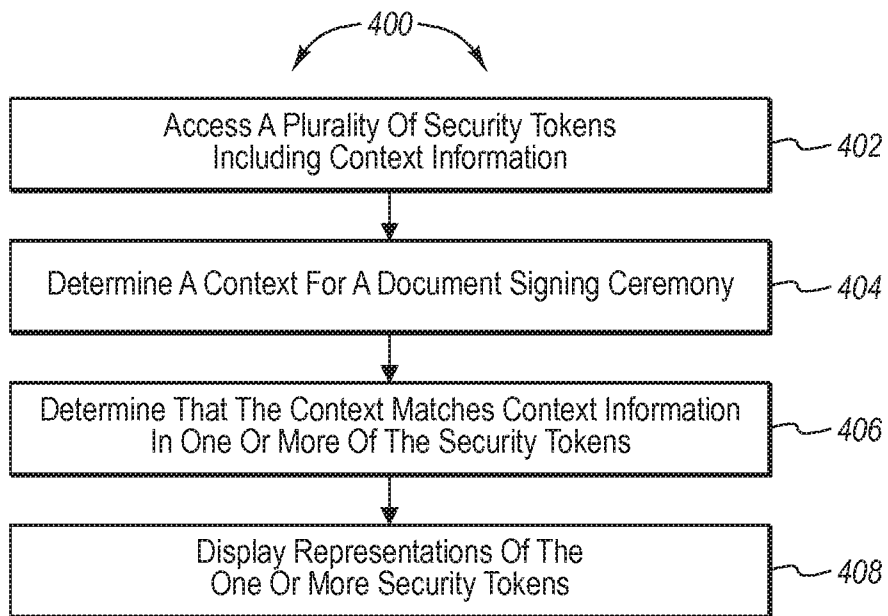 400
Access A Plurality Of Security Tokens
Including Context Information
402
Determine A Context For A Document Signing Ceremony
404
Determine That The Context Matches Context Information
In One Or More Of The Security Tokens
406
Display Representations Of The
One Or More Security Tokens
408